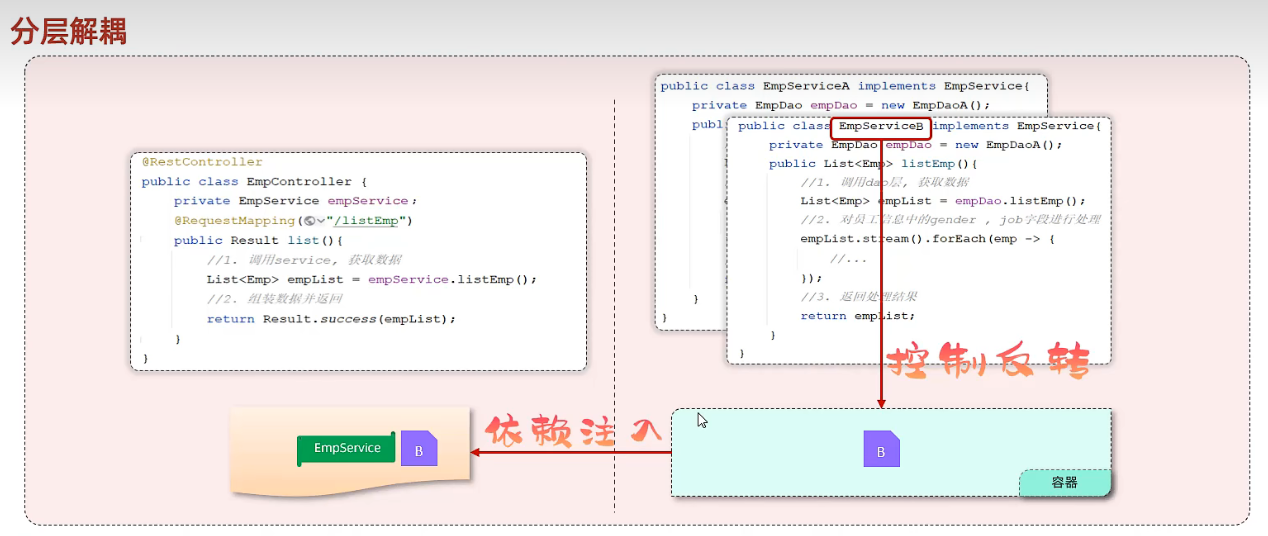 分层解耦
@RestController
public class EmpController {
private EmpService empService;
@RequestMapping("/listEmp")
public Result list(){
//1. 调用service, 获取数据
List<Emp> empList = empService.listEmp();
//2. 组装数据并返回
return Result.success(empList);
}
}
public class EmpServiceA implements EmpService{
private EmpDao empDao = new EmpDaoA();
publ
}
}
public class EmpServiceB implements EmpService{
private EmpDao empDao = new EmpDaoA();
public List<Emp> listEmp(){
//1. 调用dao层, 获取数据
List<Emp> empList = empDao.listEmp();
//2. 对员工信息中的gender , job字段进行处理
empList.stream().forEach(emp -> {
//...
});
//3. 返回处理结果
return empList;
}
}
控制反转
依赖注入
EmpService B
B
容器